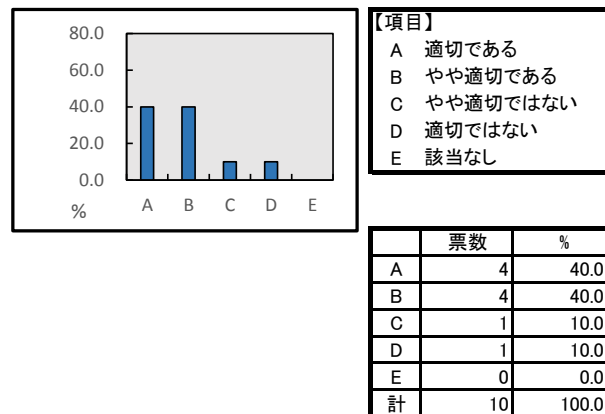 80.0
60.0
40.0
20.0
0.0
% A B C D E
【項目】
A 適切である
B やや適切である
C やや適切ではない
D 適切ではない
E 該当なし
票数 %
A 4 40.0
B 4 40.0
C 1 10.0
D 1 10.0
E 0 0.0
計 10 100.0